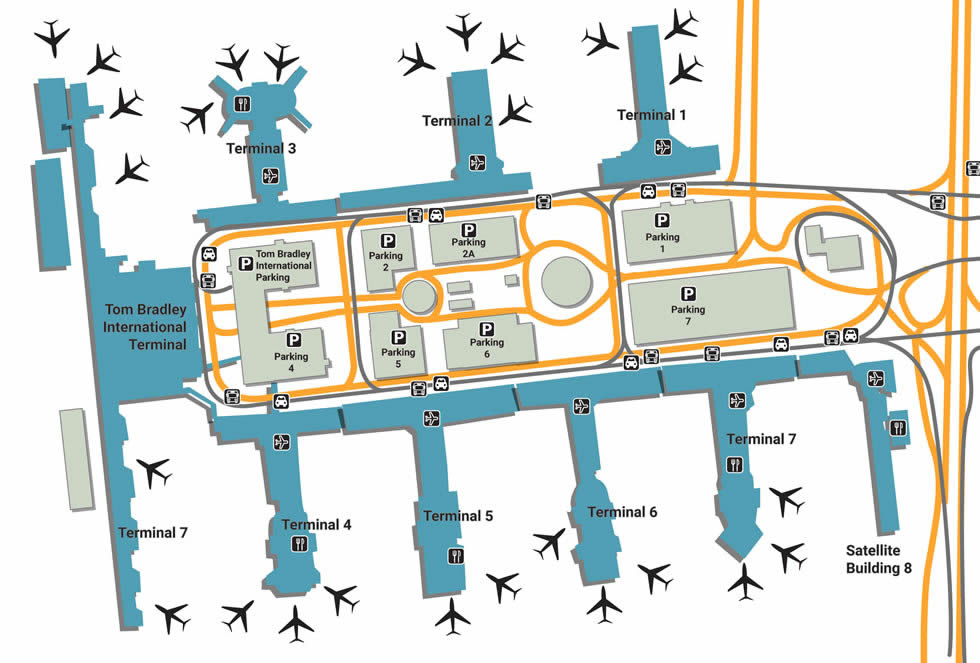 Terminal 1
Terminal 2
Terminal 3
P
Parking
1
P
Parking
2A
P
Parking
2
P
Tom Bradley
International
Parking
P
Parking
7
Tom Bradley
International
Terminal
P
Parking
6
P
Parking
5
P
Parking
4
Terminal 7
Terminal 6
Terminal 5
Terminal 4
Terminal 7
Satellite
Building 8